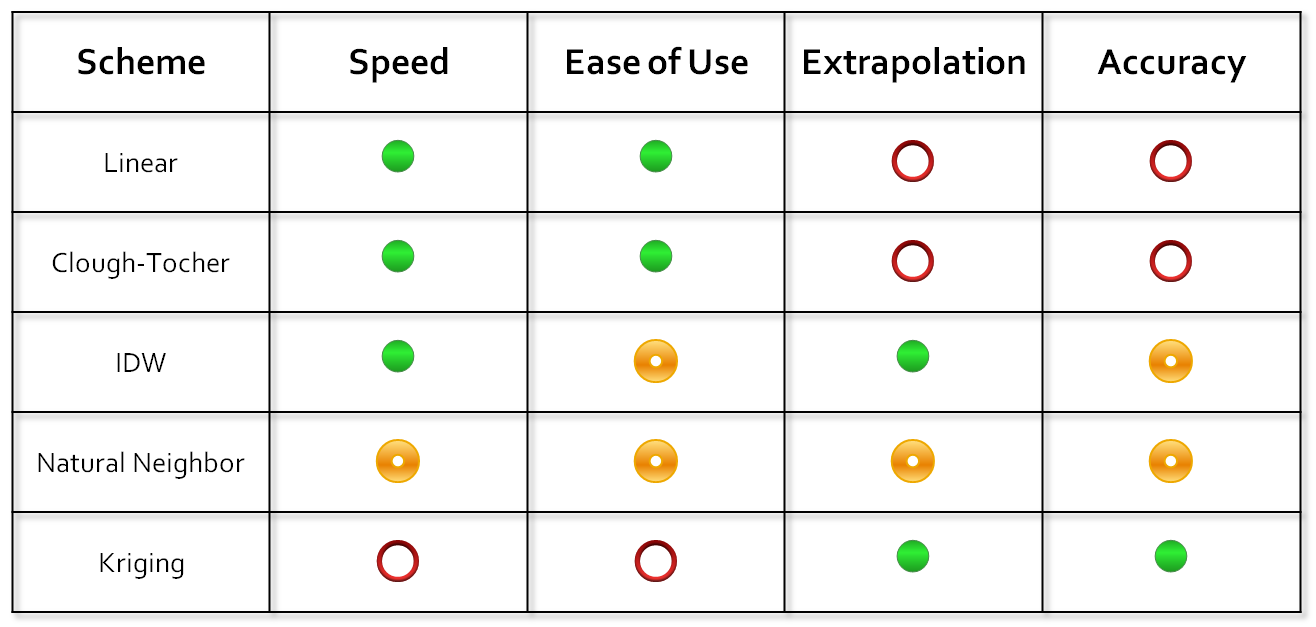 Scheme Speed Ease of Use Extrapolation Accuracy
Linear
Clough-Tocher
IDW
Natural Neighbor
Kriging